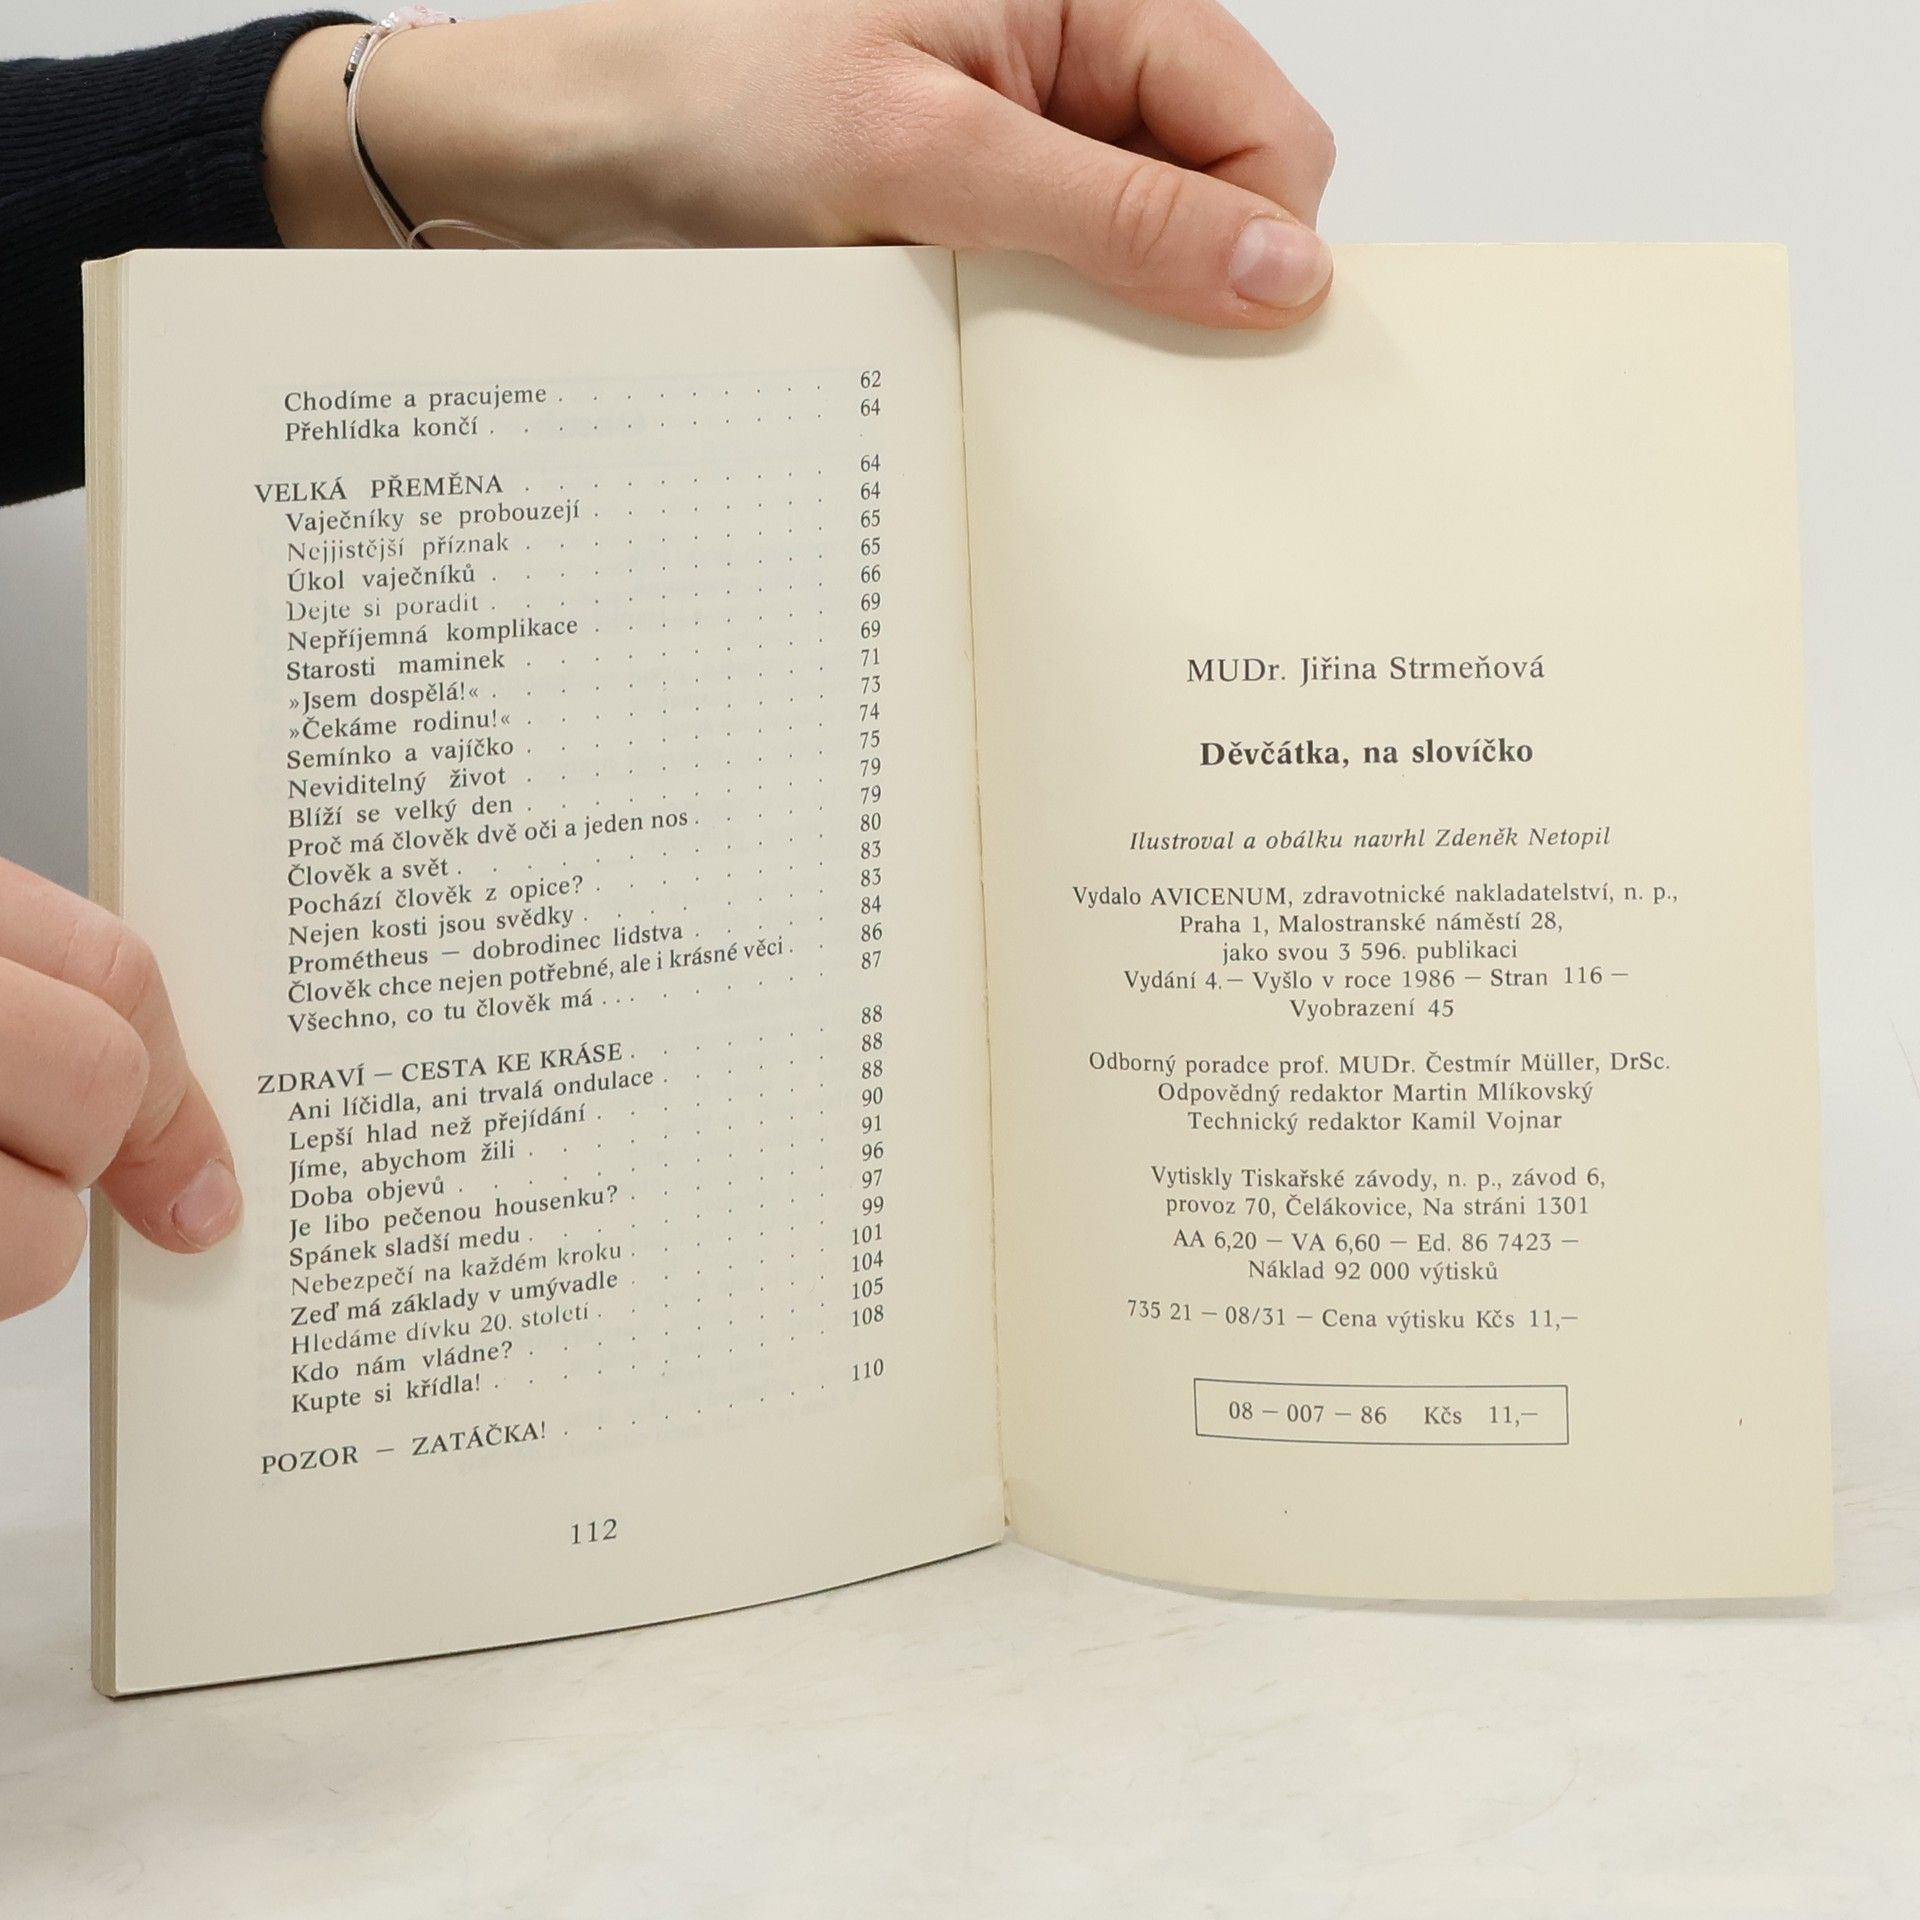 Chodíme a pracujeme . . . . . . . . . 62
Přehlídka končí . . . . . . . . . . 64
VELKÁ PŘEMĚNA . . . . . . . . . . 64
Vaječníky se probouzejí . . . . . . . . 64
Nejjistější příznak . . . . . . . . . . 65
Úkol vaječníků . . . . . . . . . . . 65
Dejte si poradit . . . . . . . . . . . 66
Nepříjemná komplikace . . . . . . . . 69
Starosti maminek . . . . . . . . . . 69
»Jsem dospělá!« . . . . . . . . . . . 71
»Čekáme rodinu!« . . . . . . . . . . 73
Semínko a vajíčko . . . . . . . . . . 74
Neviditelný život . . . . . . . . . . 75
Blíží se velký den . . . . . . . . . . 79
Proč má člověk dvě oči a jeden nos . . . . . 79
Člověk a svět . . . . . . . . . . . . 80
Pochází člověk z opice? . . . . . . . . 83
Nejen kosti jsou svědky . . . . . . . . 83
Prométheus — dobrodinec lidstva . . . . . 84
Člověk chce nejen potřebné, ale i krásné věci . . 86
Všechno, co tu člověk má . . . . . . . . 87
ZDRAVÍ — CESTA KE KRÁSE . . . . . . . 88
Ani líčidla, ani trvalá ondulace . . . . . . 88
Lepší hlad než přejídání . . . . . . . . 88
Jíme, abychom žili . . . . . . . . . . 90
Doba objevů . . . . . . . . . . . . 91
Je libo pečenou housenku? . . . . . . . 96
Spánek sladší medu . . . . . . . . . . 97
Nebezpečí na každém kroku . . . . . . . 99
Zeď má základy v umývadle . . . . . . . 101
Hledáme dívku 20. století . . . . . . . . 104
Kdo nám vládne? . . . . . . . . . . 105
Kupte si křídla! . . . . . . . . . . . 108
POZOR — ZATÁČKA! . . . . . . . . . 110
112
MUDr. Jiřina Strmeňová
Děvčátka, na slovíčko
Ilustroval a obálku navrhl Zdeněk Netopil
Vydalo AVICENUM, zdravotnické nakladatelství, n. p.,
Praha 1, Malostranské náměstí 28,
jako svou 3 596. publikaci
Vydání 4. — Vyšlo v roce 1986 — Stran 116 —
Vyobrazení 45
Odborný poradce prof. MUDr. Čestmír Müller, DrSc.
Odpovědný redaktor Martin Mlíkovský
Technický redaktor Kamil Vojnar
Vytiskly Tiskařské závody, n. p., závod 6,
provoz 70, Čelákovice, Na stráni 1301
AA 6,20 — VA 6,60 — Ed. 86 7423 —
Náklad 92 000 výtisků
735 21 — 08/31 — Cena výtisku Kčs 11,—
08 — 007 — 86 Kčs 11,—